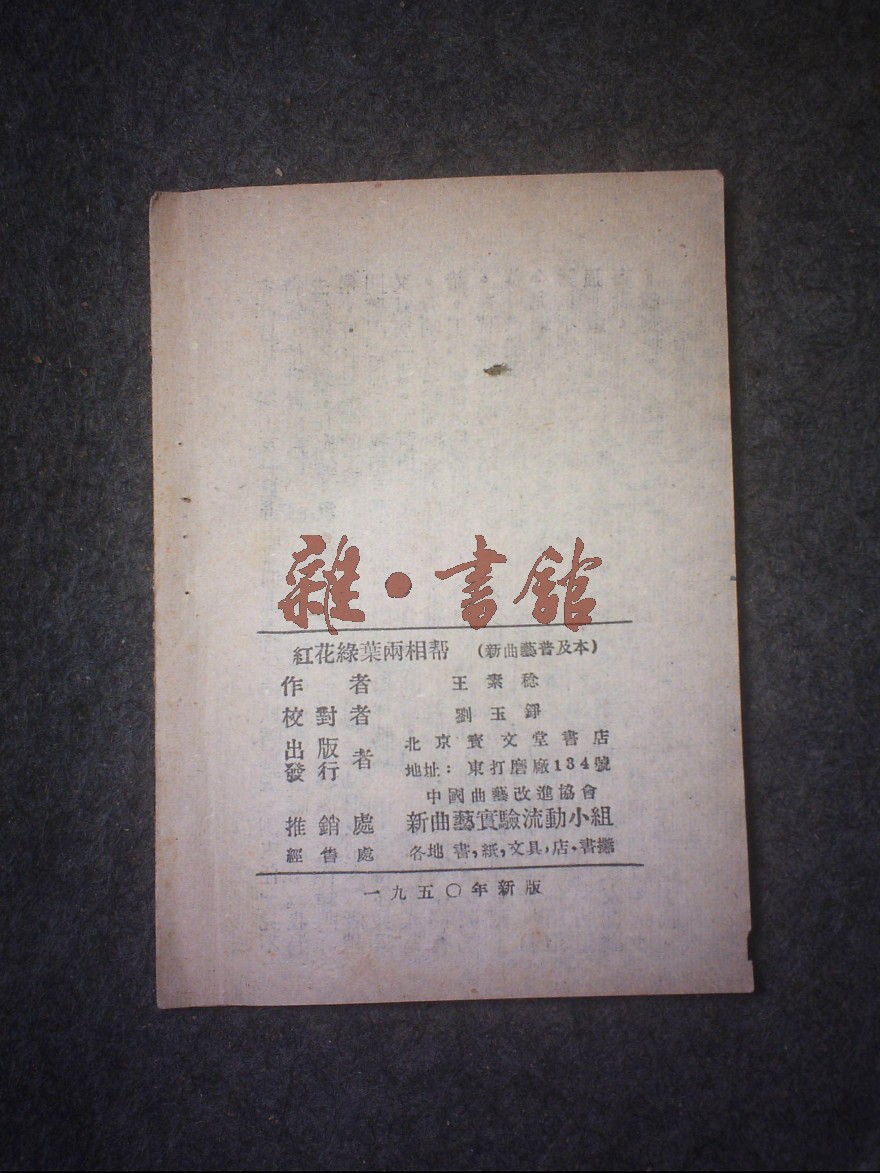 雜·書館
紅花綠葉兩相幫 (新曲藝普及本)
作者 王素稔
校對者 劉玉錚
出版發行者 北京寶文堂書店
地址：東打磨廠134號
中國曲藝改進協會
推銷處 新曲藝實驗流動小組
經售處 各地書，紙，文具，店·書攤
一九五〇年新版